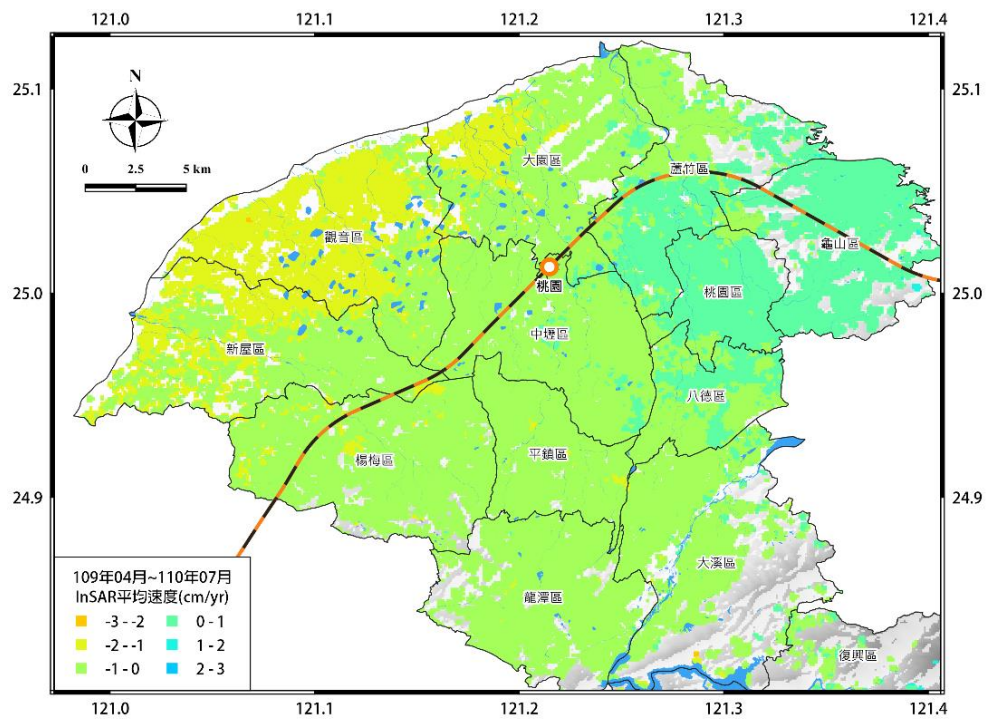 121.0 121.1 121.2 121.3 121.4
25.1 25.1
N
0 2.5 5 km
大園區
蘆竹區
觀音區
龜山區
25.0 25.0
桃園
桃園區
中壢區
新屋區
八德區
楊梅區
平鎮區
24.9 24.9
大溪區
109年04月~110年07月
InSAR平均速度(cm/yr)
-3 - -2 0 - 1
-2 - -1 1 - 2
-1 - 0 2 - 3
龍潭區
復興區
121.0 121.1 121.2 121.3 121.4